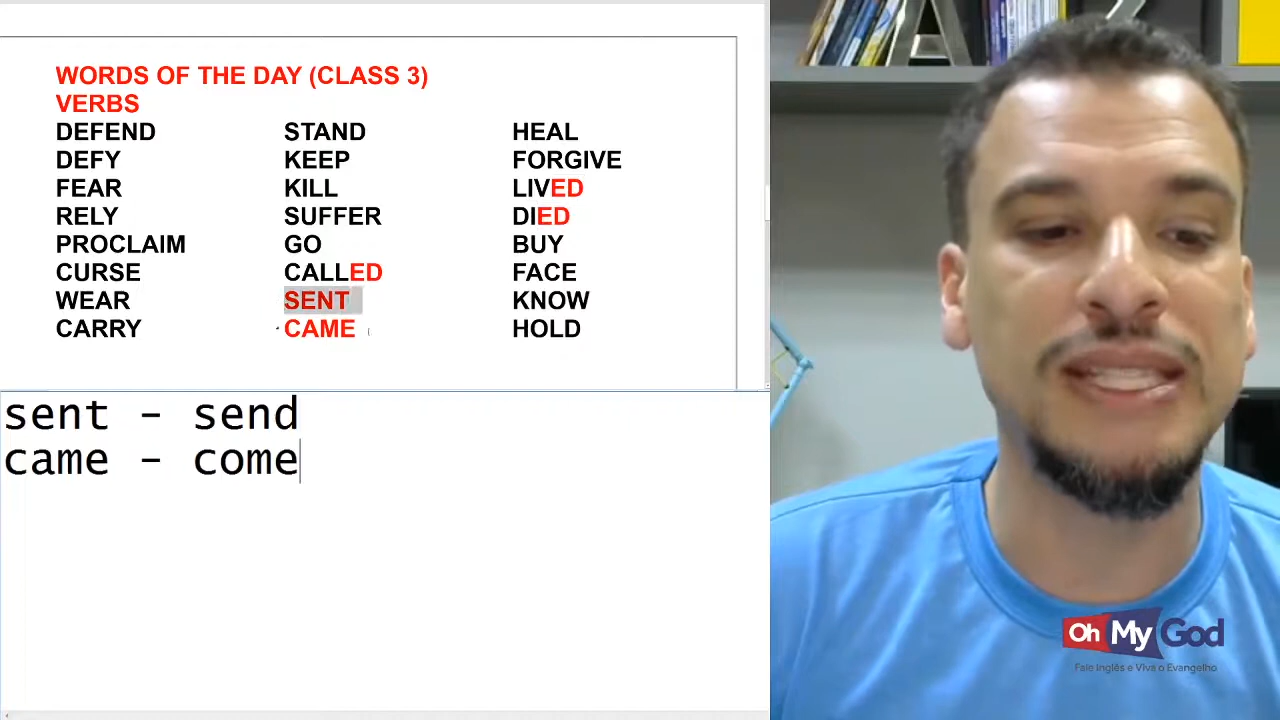 WORDS OF THE DAY (CLASS 3)
VERBS
DEFEND STAND HEAL
DEFY KEEP FORGIVE
FEAR KILL LIVED
RELY SUFFER DIED
PROCLAIM GO BUY
CURSE CALLED FACE
WEAR SENT KNOW
CARRY CAME HOLD
sent - send
came - come
Oh My God
Fale Inglês e Viva o Evangelho